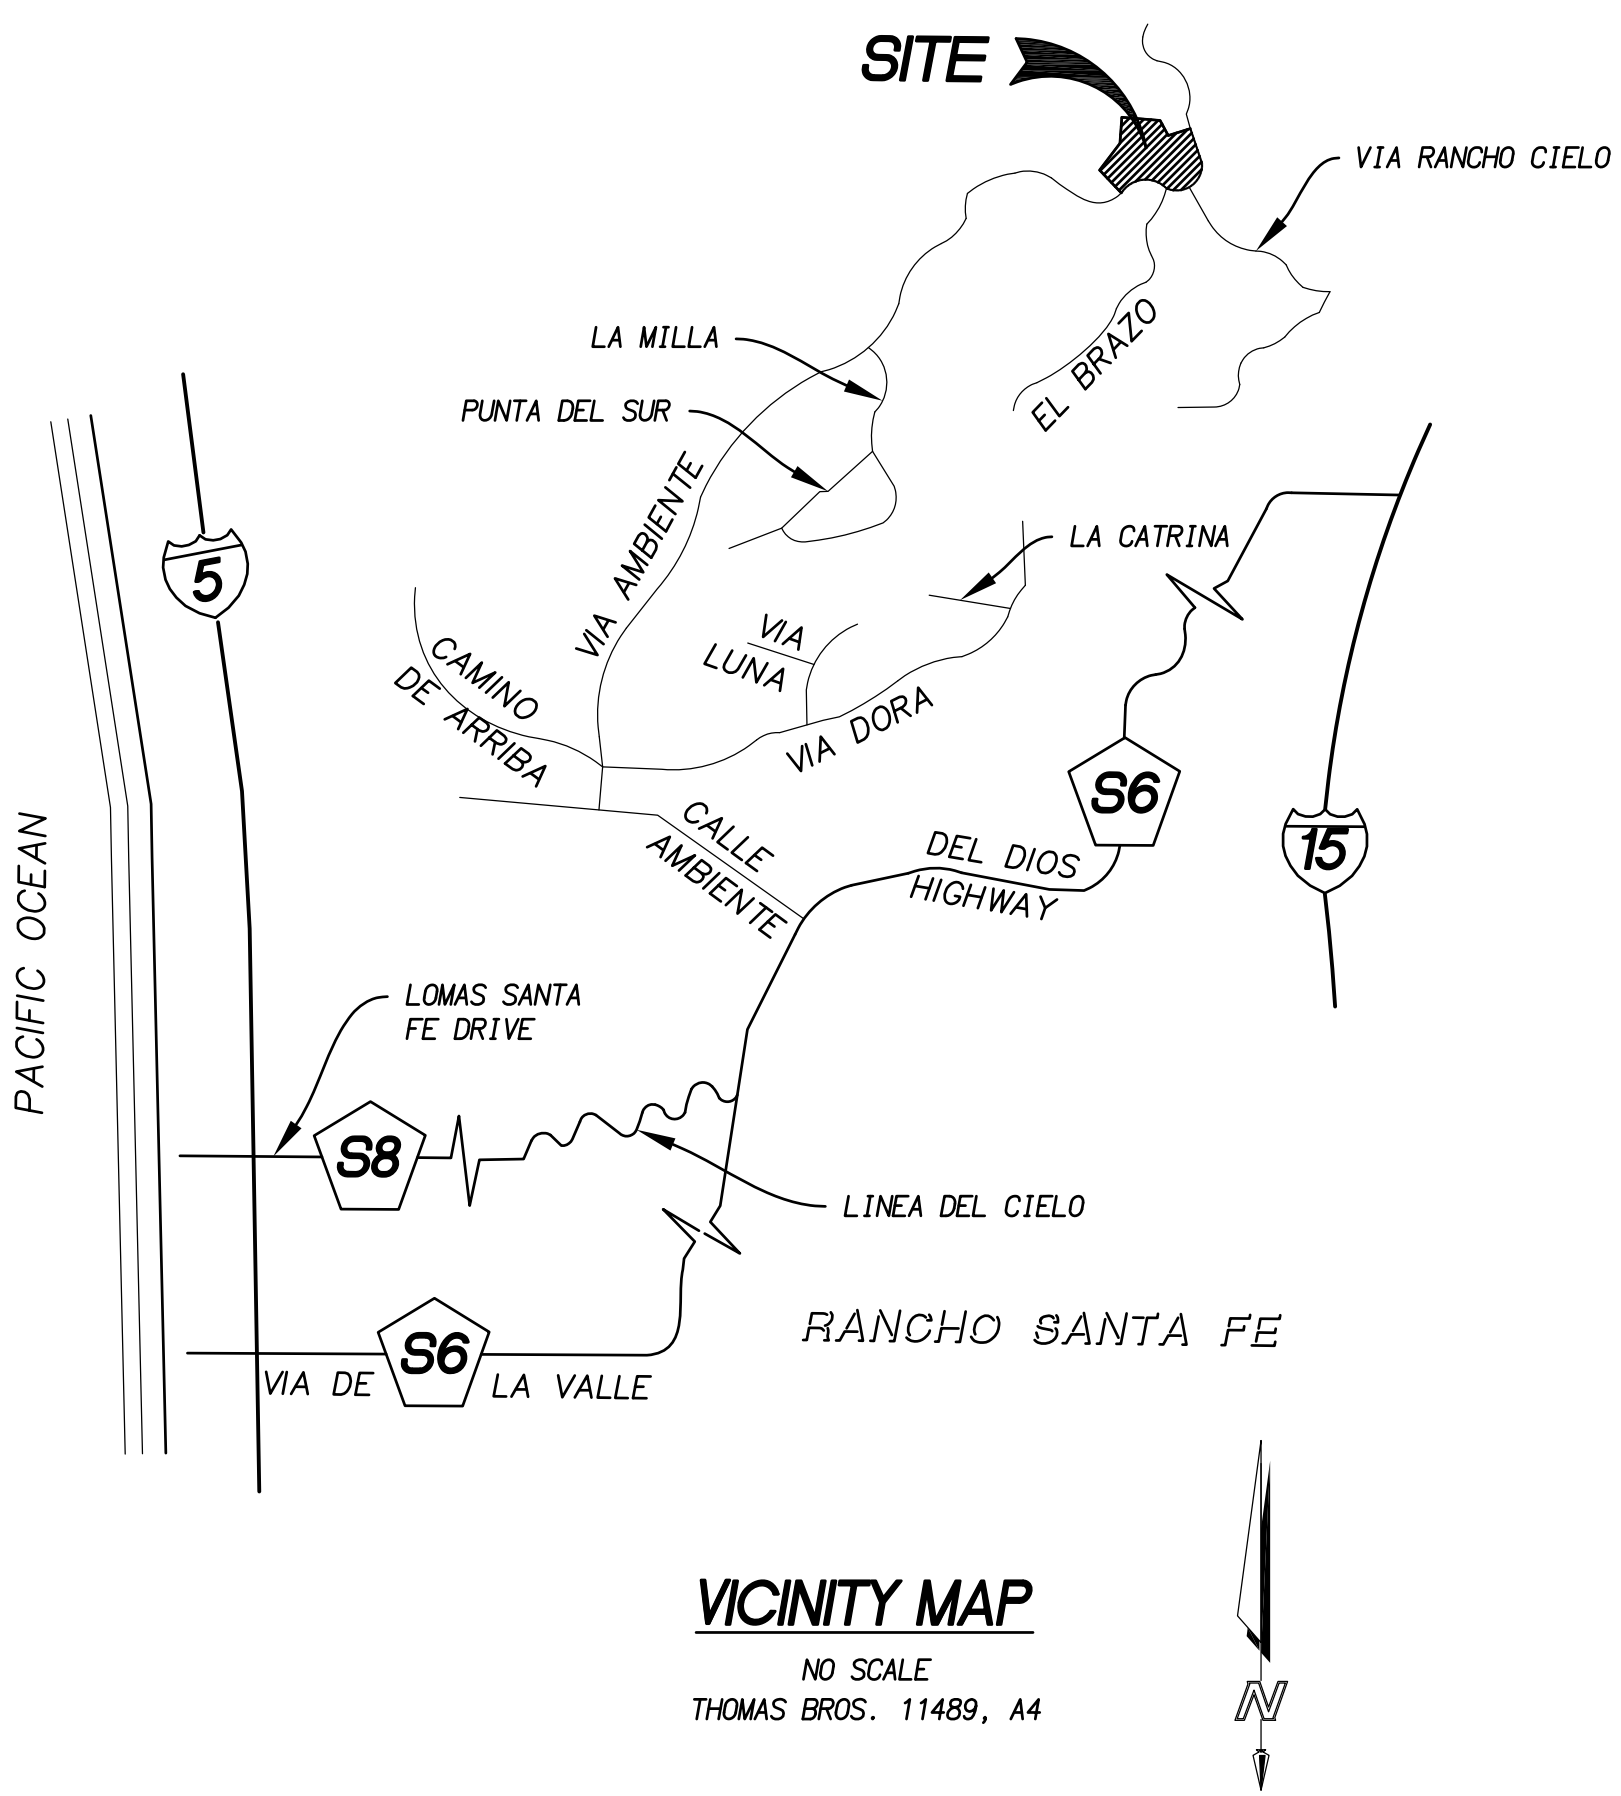 SITE
VIA RANCHO CIELO
LA MILLA
EL BRAZO
PUNTA DEL SUR
VIA AMBIENTE
LA CATRINA
5
VIA
LUNA
CAMINO
DE ARRIBA
VIA DORA
S6
CALLE
AMBIENTE
DEL DIOS
HIGHWAY
15
PACIFIC OCEAN
LOMAS SANTA
FE DRIVE
S8
LINEA DEL CIELO
RANCHO SANTA FE
S6
VIA DE LA VALLE
VICINITY MAP
NO SCALE
THOMAS BROS. 11489, A4
N